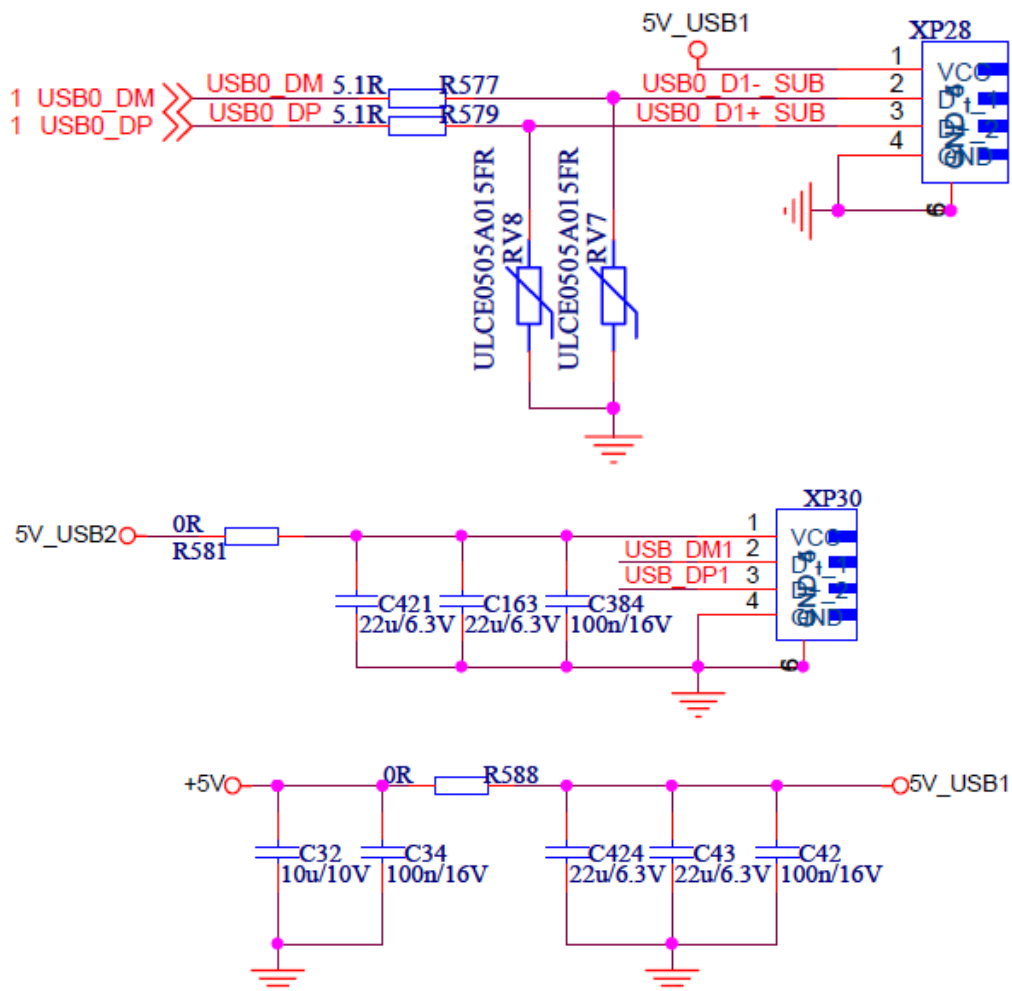 5V_USB1
XP28
1 USB0_DM
USB0_DM 5.1R R577
USB0_D1-_SUB
1 USB0_DP
USB0_DP 5.1R R579
USB0_D1+_SUB
1
2
3
4
VCC
GND
6
ULCE0505A015FR
RV8
ULCE0505A015FR
RV7
XP30
5V_USB2
0R
R581
1
USB_DM1 2
USB_DP1 3
4
VCC
GND
6
C421
22u/6.3V
C163
22u/6.3V
C384
100n/16V
+5V
0R R588
5V_USB1
C32
10u/10V
C34
100n/16V
C424
22u/6.3V
C43
22u/6.3V
C42
100n/16V